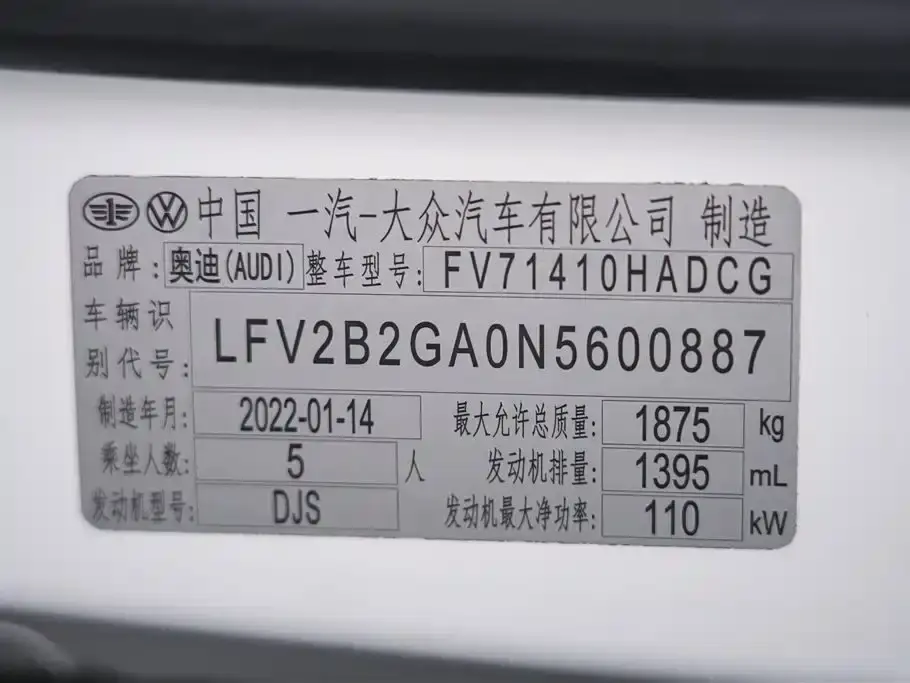 中国 一汽-大众汽车有限公司 制造
品牌: 奥迪(AUDI) 整车型号: FV71410HADCG
车辆识别代号: LFV2B2GA0N5600887
制造年月: 2022-01-14 最大允许总质量: 1875 kg
乘坐人数: 5 人 发动机排量: 1395 mL
发动机型号: DJS 发动机最大净功率: 110 kW